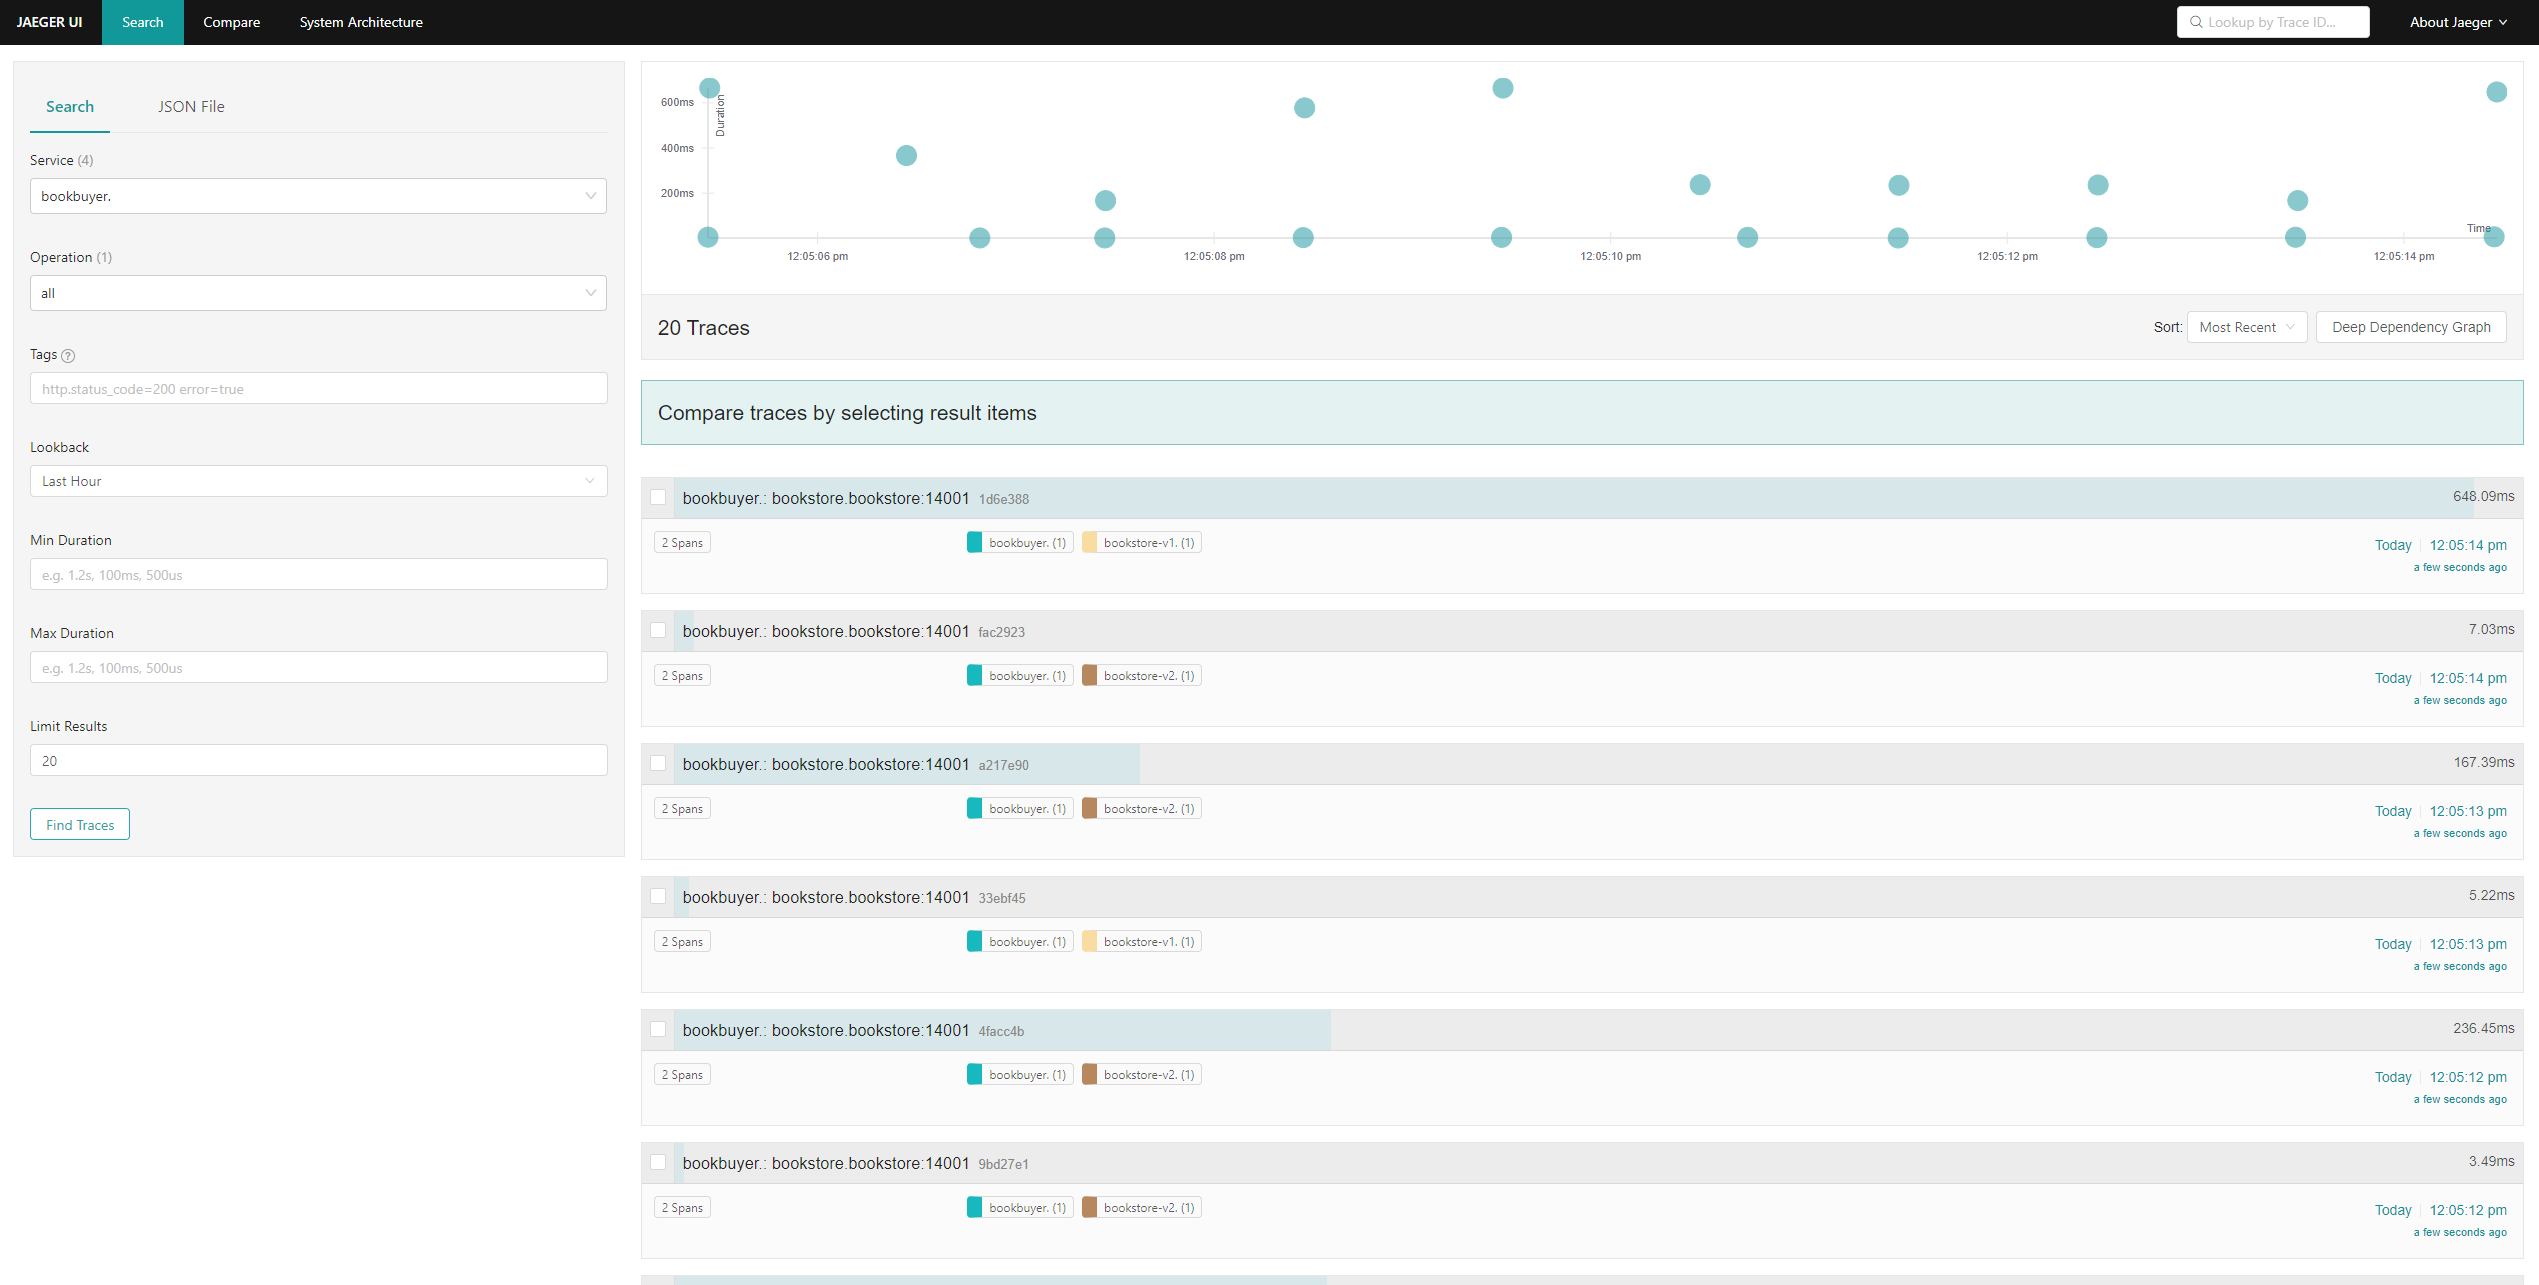 JAEGER UI Search Compare System Architecture Lookup by Trace ID... About Jaeger
Search JSON File
Service (4)
bookbuyer.
Operation (1)
all
Tags
http.status_code=200 error=true
Lookback
Last Hour
Min Duration
e.g. 1.2s, 100ms, 500us
Max Duration
e.g. 1.2s, 100ms, 500us
Limit Results
20
Find Traces
600ms
400ms
200ms
Duration
Time
12:05:06 pm 12:05:08 pm 12:05:10 pm 12:05:12 pm 12:05:14 pm
20 Traces Sort: Most Recent Deep Dependency Graph
Compare traces by selecting result items
bookbuyer.: bookstore.bookstore:14001 1d6e388 648.09ms
2 Spans bookbuyer. (1) bookstore-v1. (1) Today 12:05:14 pm
a few seconds ago
bookbuyer.: bookstore.bookstore:14001 fac2923 7.03ms
2 Spans bookbuyer. (1) bookstore-v2. (1) Today 12:05:14 pm
a few seconds ago
bookbuyer.: bookstore.bookstore:14001 a217e90 167.39ms
2 Spans bookbuyer. (1) bookstore-v2. (1) Today 12:05:13 pm
a few seconds ago
bookbuyer.: bookstore.bookstore:14001 33ebf45 5.22ms
2 Spans bookbuyer. (1) bookstore-v1. (1) Today 12:05:13 pm
a few seconds ago
bookbuyer.: bookstore.bookstore:14001 4facc4b 236.45ms
2 Spans bookbuyer. (1) bookstore-v2. (1) Today 12:05:12 pm
a few seconds ago
bookbuyer.: bookstore.bookstore:14001 9bd27e1 3.49ms
2 Spans bookbuyer. (1) bookstore-v2. (1) Today 12:05:12 pm
a few seconds ago